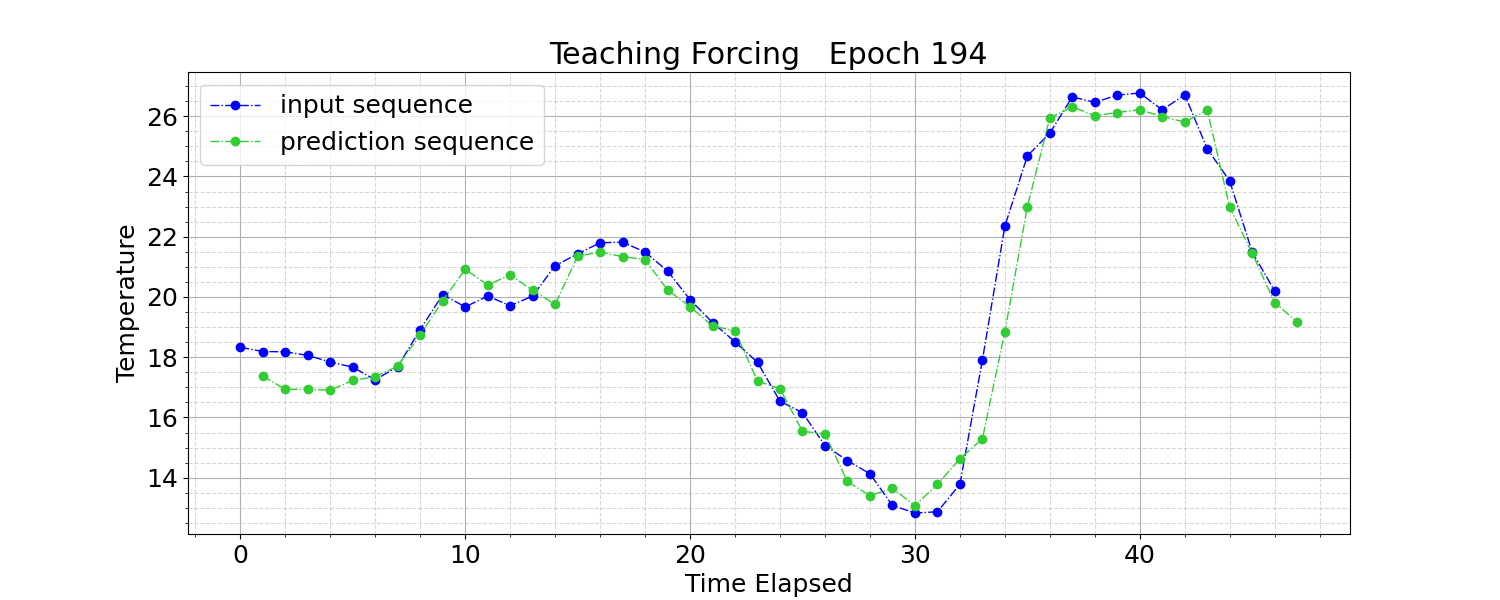 Teaching Forcing   Epoch 194
input sequence
prediction sequence
26
24
22
20
18
16
14
Temperature
0 10 20 30 40
Time Elapsed